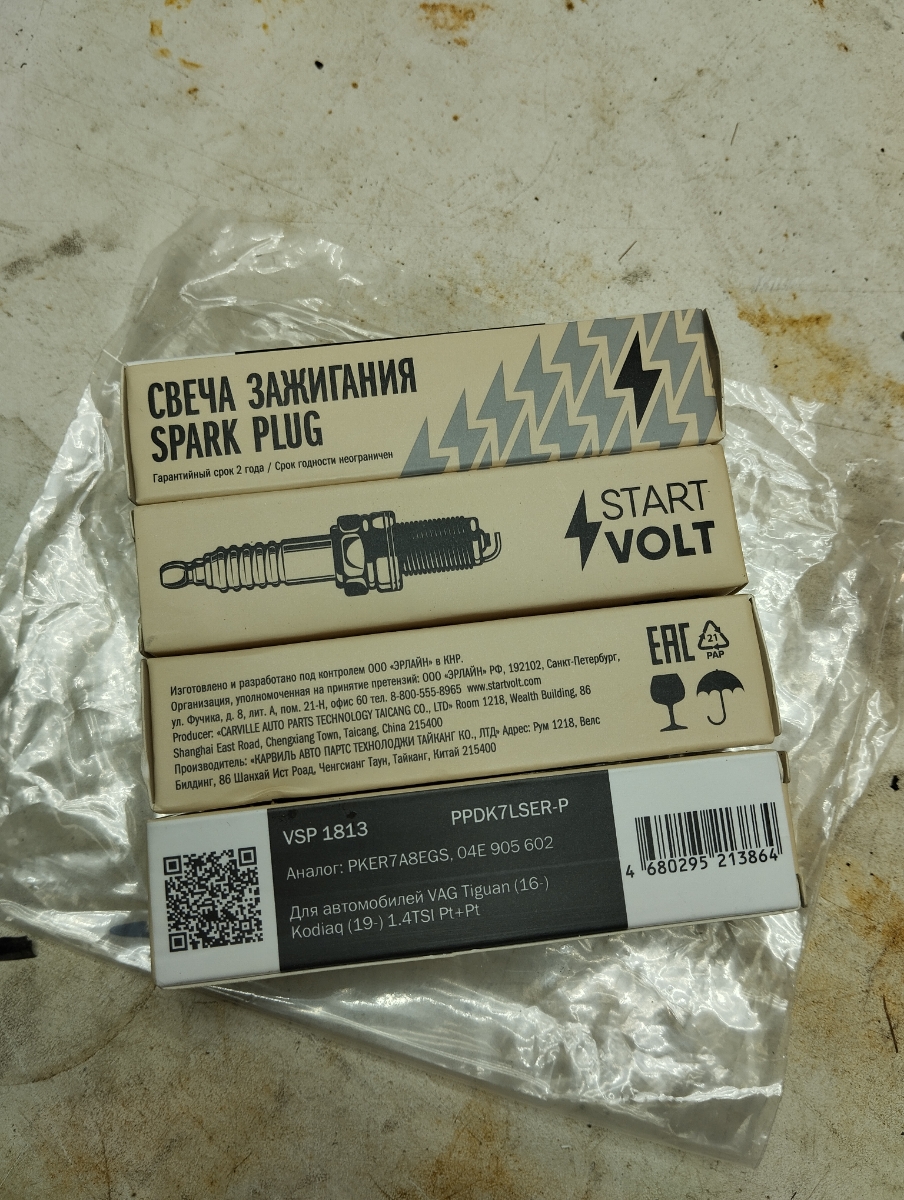 СВЕЧА ЗАЖИГАНИЯ
SPARK PLUG
Гарантийный срок 2 года / Срок годности неограничен
START
VOLT
Изготовлено и разработано под контролем ООО «ЭРЛАЙН» в КНР.
Организация, уполномоченная на принятие претензий: ООО «ЭРЛАЙН» РФ, 192102, Санкт-Петербург,
ул. Фучика, д. 8, лит. А, пом. 21-Н, офис 60 тел. 8-800-555-8965 www.startvolt.com
Producer: «CARVILLE AUTO PARTS TECHNOLOGY TAICANG CO., LTD» Room 1218, Wealth Building, 86
Shanghai East Road, Chengxiang Town, Taicang, China 215400
Производитель: «КАРВИЛЬ АВТО ПАРТС ТЕХНОЛОДЖИ ТАЙКАНГ КО., ЛТД» Адрес: Рум 1218, Велс
Билдинг, 86 Шанхай Ист Роад, Ченгсианг Таун, Тайканг, Китай 215400
EAC
21
PAP
VSP 1813
PPDK7LSER-P
Аналог: PKER7A8EGS, 04E 905 602
Для автомобилей VAG Tiguan (16-)
Kodiaq (19-) 1.4TSI Pt+Pt
4 680295 213864